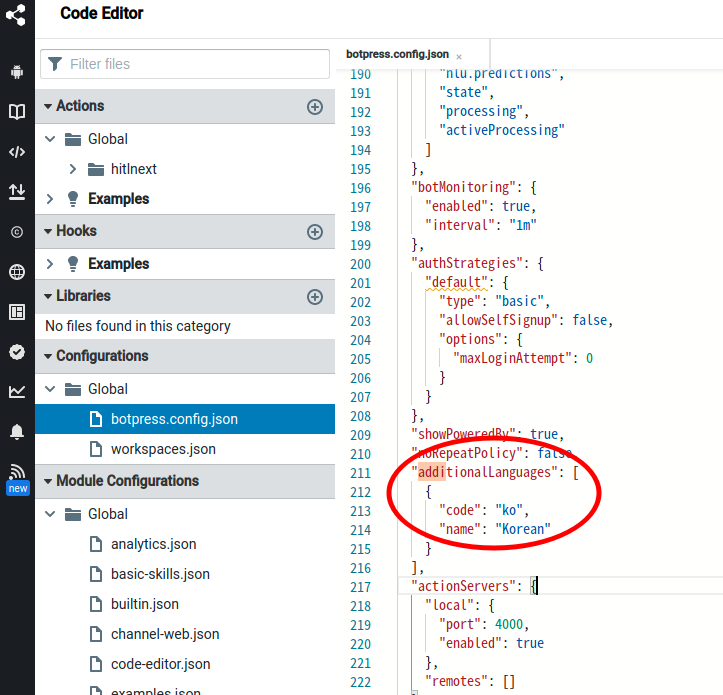 Code Editor
Filter files
Actions
Global
hitlnext
Examples
Hooks
Examples
Libraries
No files found in this category
Configurations
Global
botpress.config.json
workspaces.json
Module Configurations
Global
analytics.json
basic-skills.json
builtin.json
channel-web.json
code-editor.json
examples.json
new
botpress.config.json ×
190 "nlu.predictions",
191 "state",
192 "processing",
193 "activeProcessing"
194 ]
195 },
196 "botMonitoring": {
197 "enabled": true,
198 "interval": "1m"
199 },
200 "authStrategies": {
201 "default": {
202 "type": "basic",
203 "allowSelfSignup": false,
204 "options": {
205 "maxLoginAttempt": 0
206 }
207 }
208 },
209 "showPoweredBy": true,
210 "noRepeatPolicy": false,
211 "additionalLanguages": [
212 {
213 "code": "ko",
214 "name": "Korean"
215 }
216 ],
217 "actionServers": {
218 "local": {
219 "port": 4000,
220 "enabled": true
221 },
222 "remotes": []